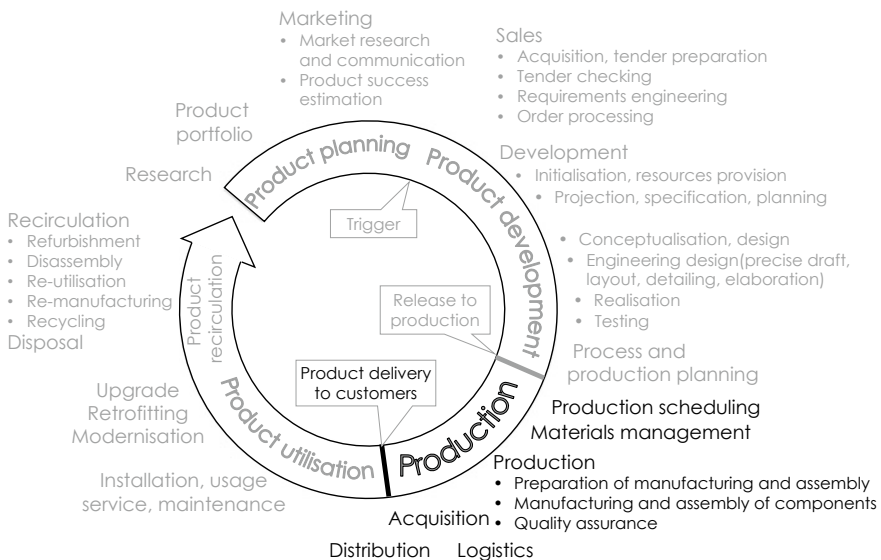 Marketing
• Market research
and communication
• Product success
estimation
Sales
• Acquisition, tender preparation
• Tender checking
• Requirements engineering
• Order processing
Product
portfolio
Research
Product planning
Product development
Development
• Initialisation, resources provision
• Projection, specification, planning
• Conceptualisation, design
• Engineering design(precise draft,
layout, detailing, elaboration)
• Realisation
• Testing
Trigger
Release to
production
Process and
production planning
Recirculation
• Refurbishment
• Disassembly
• Re-utilisation
• Re-manufacturing
• Recycling
Disposal
Product
recirculation
Product delivery
to customers
Upgrade
Retrofitting
Modernisation
Product utilisation
Production
Production scheduling
Materials management
Production
• Preparation of manufacturing and assembly
• Manufacturing and assembly of components
• Quality assurance
Installation, usage
service, maintenance
Acquisition
Distribution Logistics